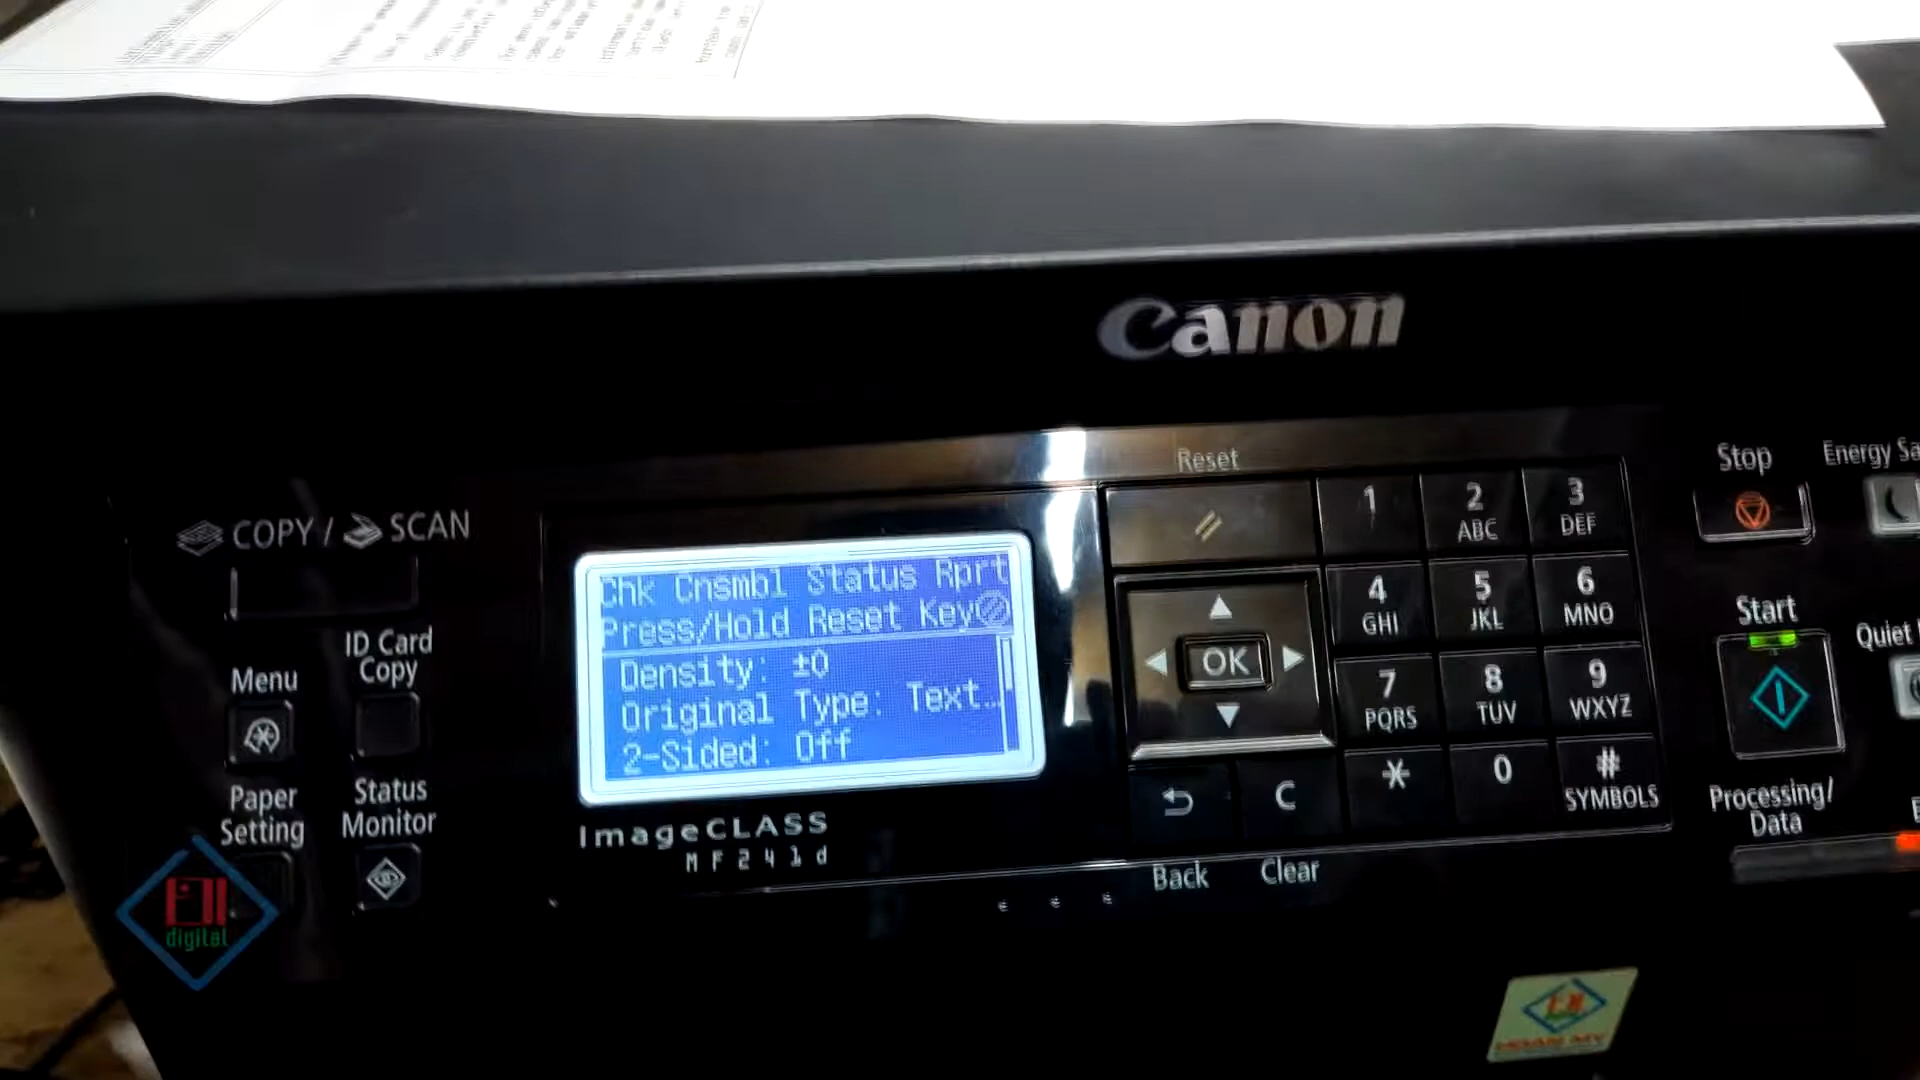 Canon
Reset
COPY / SCAN
ID Card
Copy
Menu
Paper
Setting
Status
Monitor
Chk Cnsmbl Status Rprt
Press/Hold Reset Key
Density: ±0
Original Type: Text…
2-Sided: Off
ImageCLASS
MF241d
OK
C
Back
Clear
1
2
ABC
3
DEF
4
GHI
5
JKL
6
MNO
7
PQRS
8
TUV
9
WXYZ
*
0
#
SYMBOLS
Stop
Energy Sa
Start
Quiet
Processing/
Data
digital